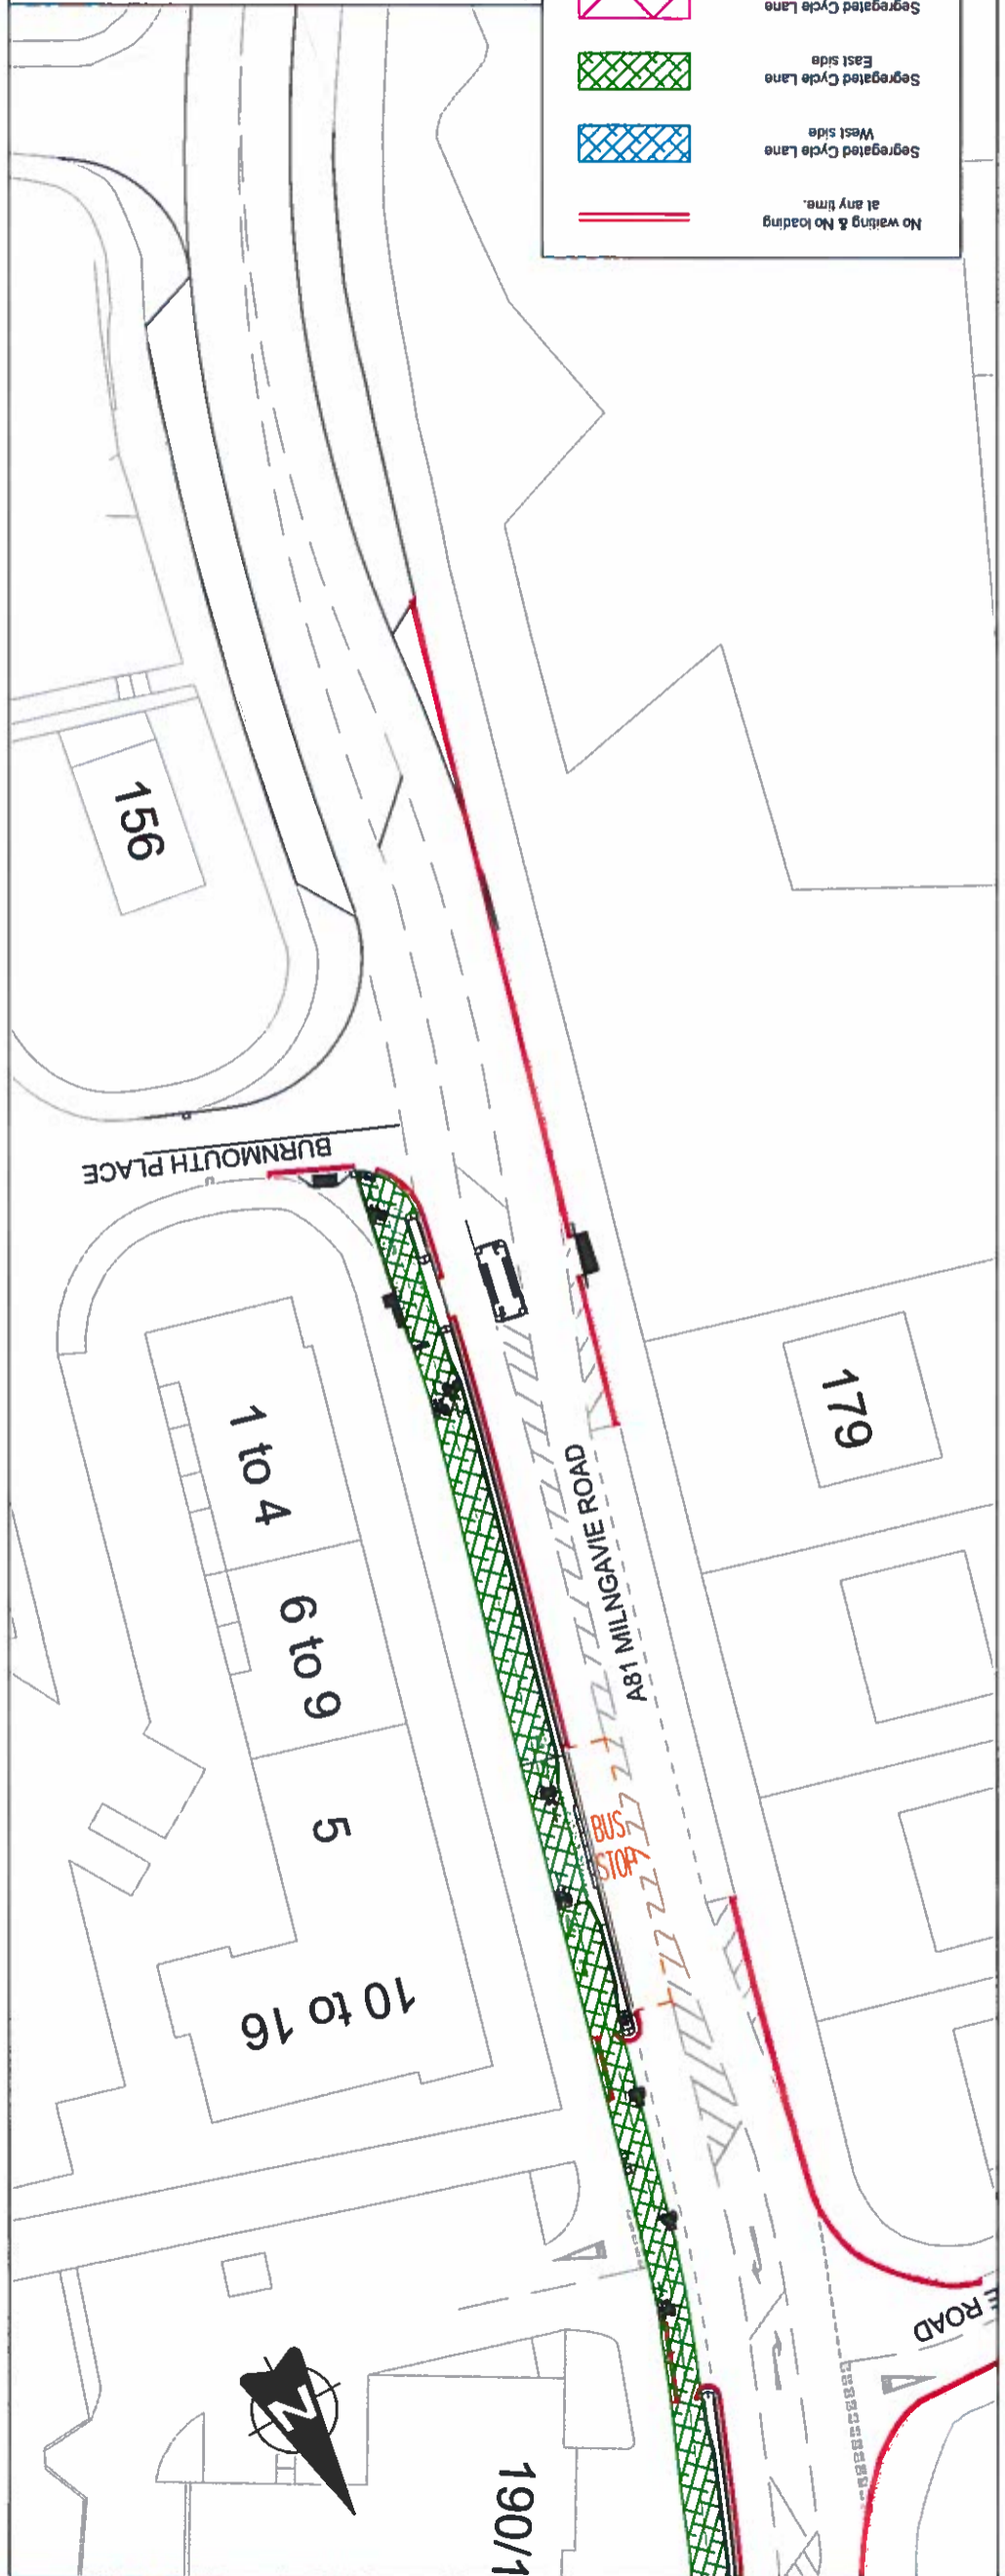 No waiting & No loading
at any time.
Segregated Cycle Lane
West side
Segregated Cycle Lane
East side
Segregated Cycle Lane
156
BURNMOUTH PLACE
1 to 4
179
6 to 9
A81 MILNGAVIE ROAD
5
BUS
STOP
10 to 16
E ROAD
N
190/1